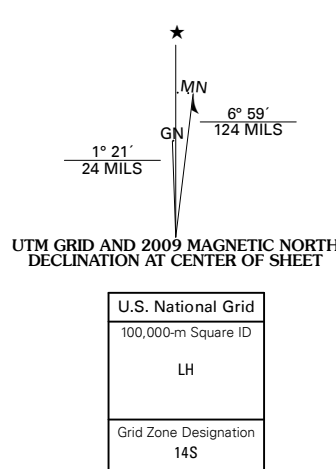 ★
MN
GN
6° 59´
124 MILS
1° 21´
24 MILS
UTM GRID AND 2009 MAGNETIC NORTH
DECLINATION AT CENTER OF SHEET
U.S. National Grid
100,000-m Square ID
LH
Grid Zone Designation
14S